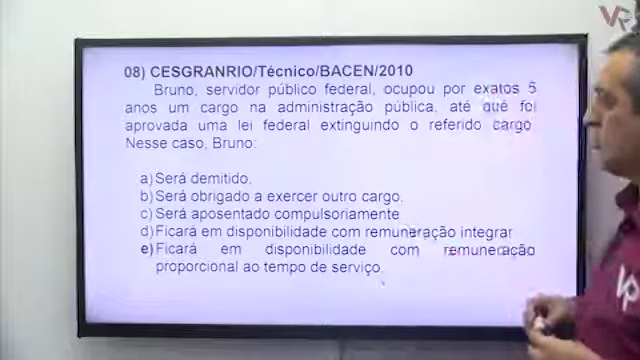 VR
08) CESGRANRIO/Técnico/BACEN/2010
Bruno, servidor público federal, ocupou por exatos 5
anos um cargo na administração pública, até que foi
aprovada uma lei federal extinguindo o referido cargo
Nesse caso, Bruno:
a) Será demitido.
b) Será obrigado a exercer outro cargo.
c) Será aposentado compulsoriamente
d) Ficará em disponibilidade com remuneração integrar
e) Ficará em disponibilidade com remuneração
proporcional ao tempo de serviço.